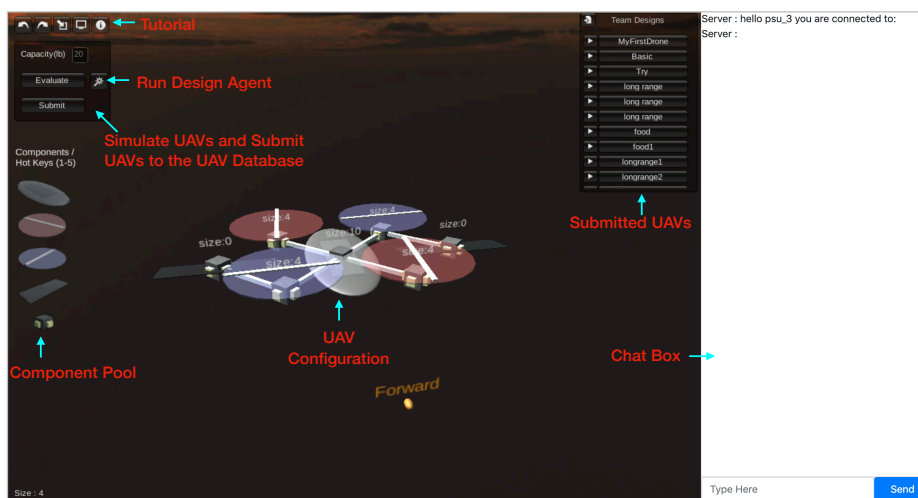 Tutorial
Capacity(lb) 20
Evaluate
Run Design Agent
Submit
Simulate UAVs and Submit
UAVs to the UAV Database
Components /
Hot Keys (1-5)
Component Pool
size:4
size:4
size:0
size:10
size:0
size:4
size:4
UAV
Configuration
Forward
Size : 4
Team Designs
MyFirstDrone
Basic
Try
long range
long range
long range
food
food1
longrange1
longrange2
Submitted UAVs
Chat Box
Server : hello psu_3 you are connected to:
Server :
Type Here
Send